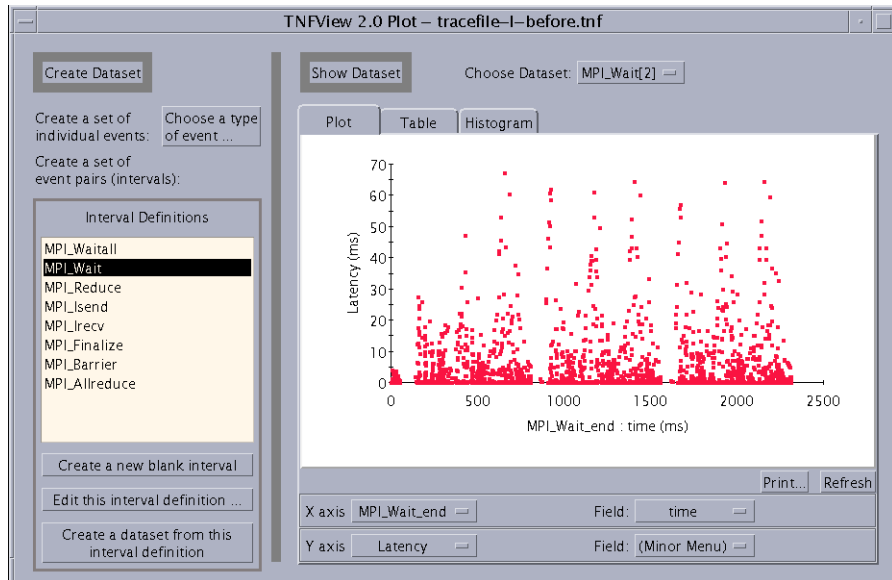 TNFView 2.0 Plot – tracefile–I–before.tnf
Create Dataset
Create a set of
individual events:
Choose a type
of event ...
Create a set of
event pairs (intervals):
Interval Definitions
MPI_Waitall
MPI_Wait
MPI_Reduce
MPI_Isend
MPI_Irecv
MPI_Finalize
MPI_Barrier
MPI_Allreduce
Create a new blank interval
Edit this interval definition ...
Create a dataset from this
interval definition
Show Dataset
Choose Dataset: MPI_Wait[2]
Plot Table Histogram
70
60
50
40
30
20
10
0
Latency (ms)
0 500 1000 1500 2000 2500
MPI_Wait_end : time (ms)
Print... Refresh
X axis MPI_Wait_end Field: time
Y axis Latency Field: (Minor Menu)